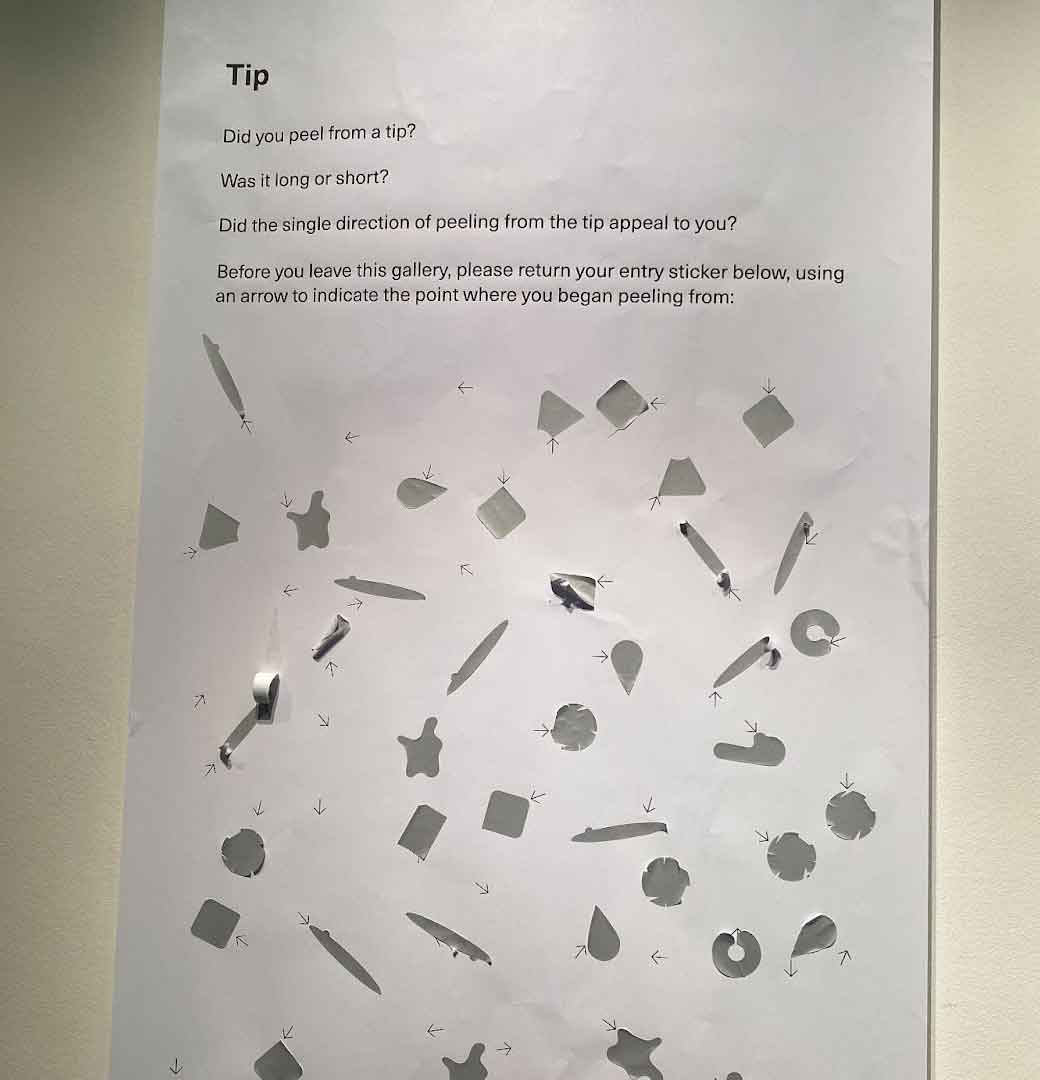 Tip
Did you peel from a tip?
Was it long or short?
Did the single direction of peeling from the tip appeal to you?
Before you leave this gallery, please return your entry sticker below, using
an arrow to indicate the point where you began peeling from: